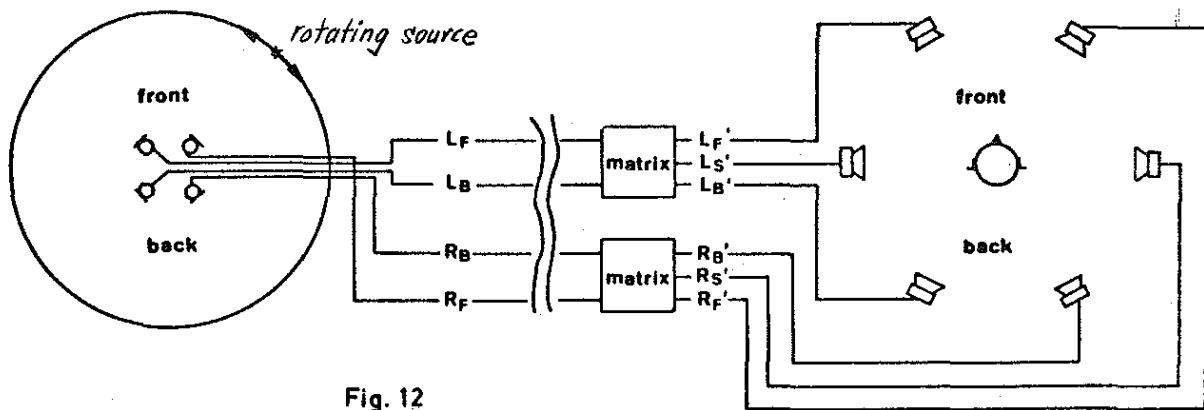 rotating source
front
back
LF
LB
RB
RF
matrix
matrix
LF'
LS'
LB'
RB'
RS'
RF'
front
back
Fig. 12